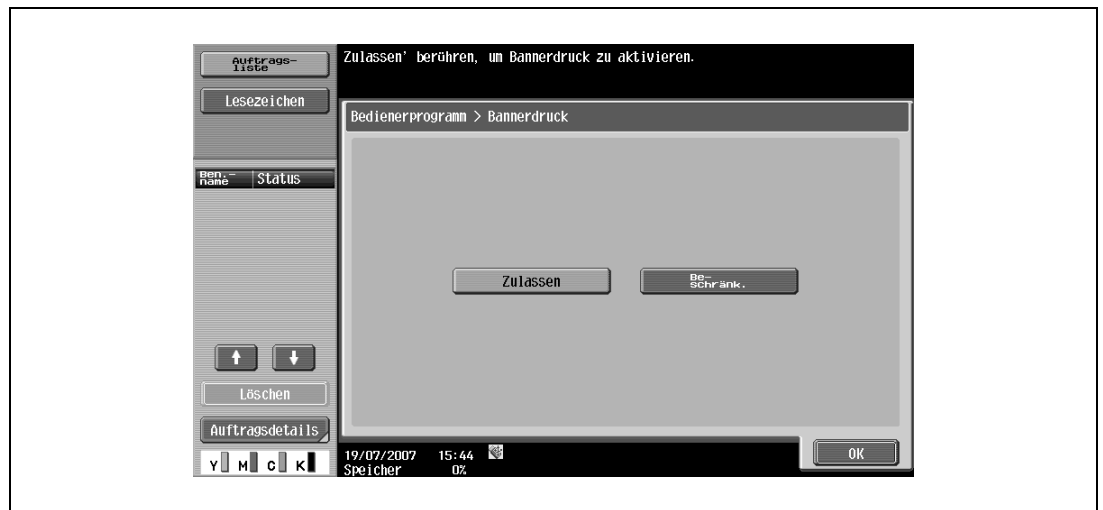 Auftrags-
liste
Lesezeichen
Zulassen' berühren, um Bannerdruck zu aktivieren.
Bedienerprogramm > Bannerdruck
Ben.-
name Status
Zulassen
Be-
schränk.
Löschen
Auftragsdetails
Y M C K
19/07/2007 15:44
Speicher 0%
OK